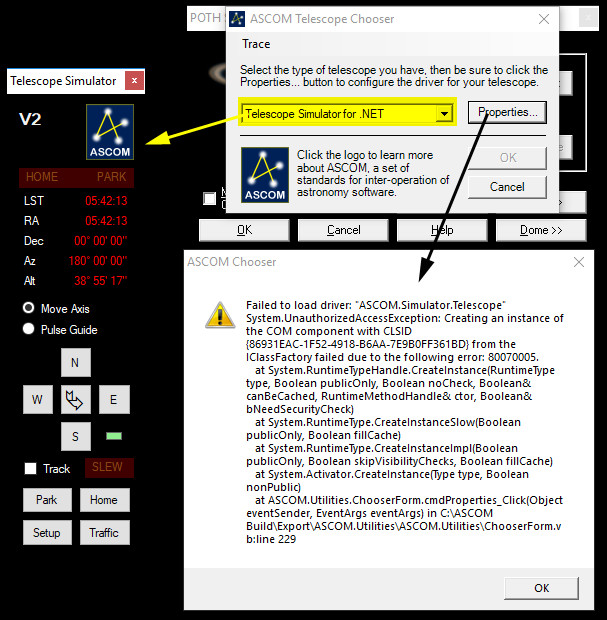 POTH
ASCOM Telescope Chooser
Trace
Select the type of telescope you have, then be sure to click the
Properties... button to configure the driver for your telescope.
Telescope Simulator for .NET
Properties...
ASCOM
Click the logo to learn more
about ASCOM, a set of
standards for inter-operation of
astronomy software.
OK
Cancel
OK
Cancel
Help
Dome >>
Telescope Simulator
V2
ASCOM
HOME PARK
LST 05:42:13
RA 05:42:13
Dec 00° 00' 00"
Az 180° 00' 00"
Alt 38° 55' 17"
Move Axis
Pulse Guide
N
W
E
S
Track
SLEW
Park
Home
Setup
Traffic
ASCOM Chooser
Failed to load driver: "ASCOM.Simulator.Telescope"
System.UnauthorizedAccessException: Creating an instance
of the COM component with CLSID
{86931EAC-1F52-4918-B6AA-7E9B0FF361BD} from the
IClassFactory failed due to the following error: 80070005.
at System.RuntimeTypeHandle.CreateInstance(RuntimeType
type, Boolean publicOnly, Boolean noCheck, Boolean&
canBeCached, RuntimeMethodHandle& ctor, Boolean&
bNeedSecurityCheck)
at System.RuntimeType.CreateInstanceSlow(Boolean
publicOnly, Boolean fillCache)
at System.RuntimeType.CreateInstanceImpl(Boolean
publicOnly, Boolean skipVisibilityChecks, Boolean fillCache)
at System.Activator.CreateInstance(Type type, Boolean
nonPublic)
at ASCOM.Utilities.ChooserForm.cmdProperties_Click(Object
eventSender, EventArgs eventArgs) in C:\ASCOM
Build\Export\ASCOM.Utilities\ASCOM.Utilities\ChooserForm.v
b:line 229
OK